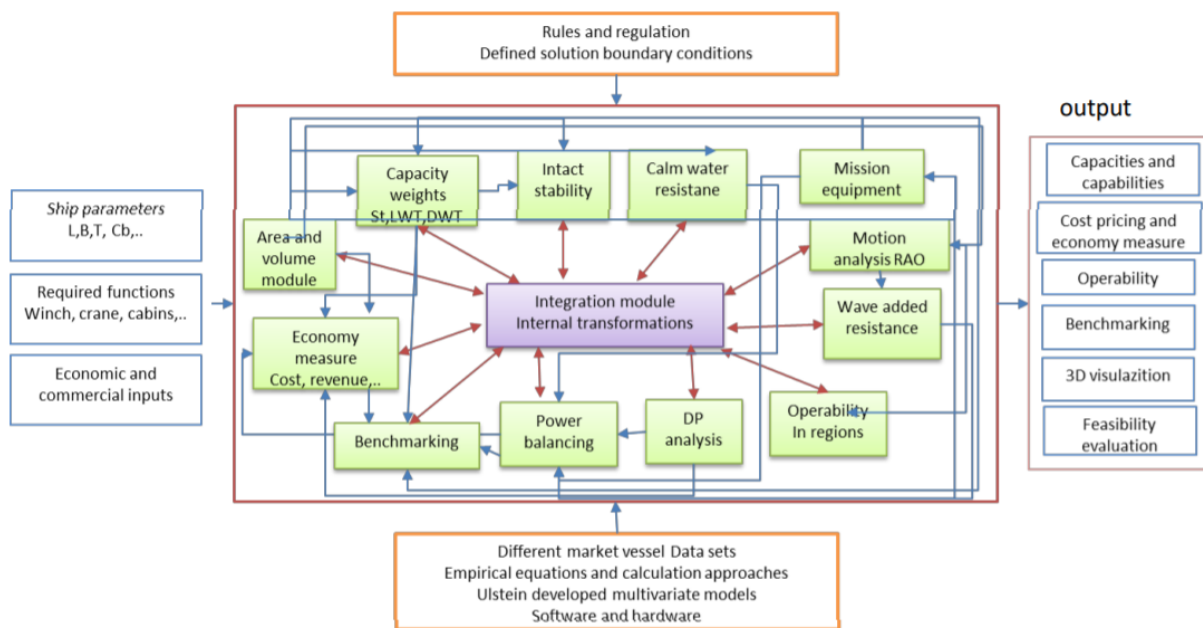 Rules and regulation
Defined solution boundary conditions
output
Capacity
weights
St,LWT,DWT
Intact
stability
Calm water
resistane
Mission
equipment
Area and
volume
module
Motion
analysis RAO
Integration module
Internal transformations
Wave added
resistance
Economy
measure
Cost, revenue,..
Benchmarking
Power
balancing
DP
analysis
Operability
In regions
Ship parameters
L,B,T, Cb,..
Required functions
Winch, crane, cabins,..
Economic and
commercial inputs
Capacities and
capabilities
Cost pricing and
economy measure
Operability
Benchmarking
3D visulazition
Feasibility
evaluation
Different market vessel Data sets
Empirical equations and calculation approaches
Ulstein developed multivariate models
Software and hardware